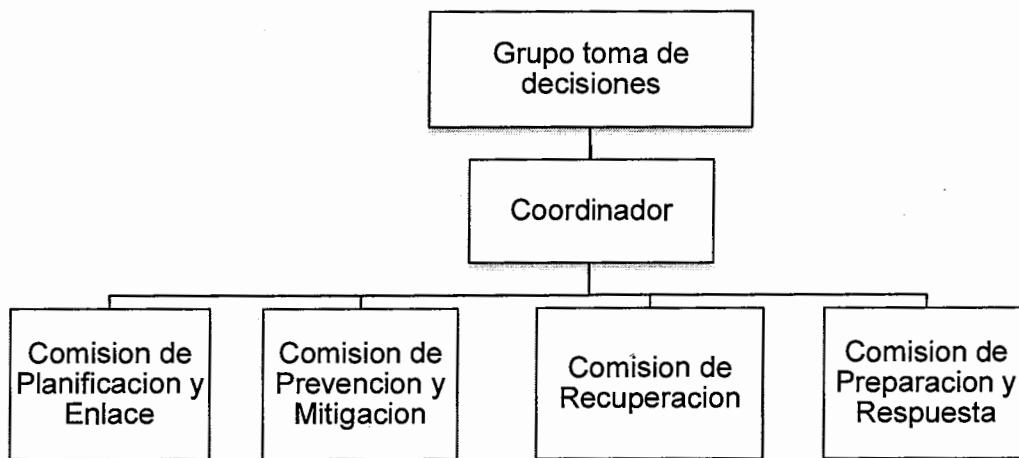 Grupo toma de
decisiones
Coordinador
Comision de
Planificacion y
Enlace
Comision de
Prevencion y
Mitigacion
Comision de
Recuperacion
Comision de
Preparacion y
Respuesta